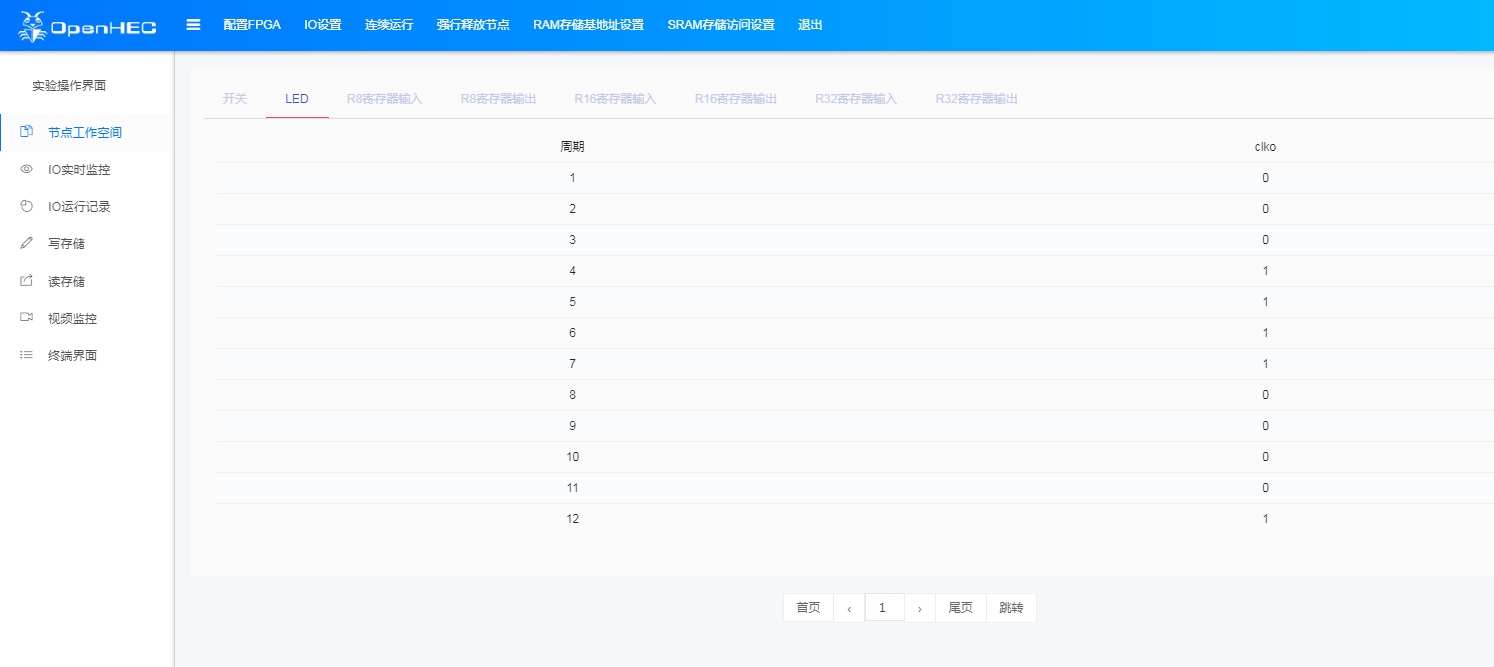 OpenHEC 配置FPGA IO设置 连续运行 强行释放节点 RAM存储基地址设置 SRAM存储访问设置 退出
实验操作界面
节点工作空间
IO实时监控
IO运行记录
写存储
读存储
视频监控
终端界面
开关 LED R8寄存器输入 R8寄存器输出 R16寄存器输入 R16寄存器输出 R32寄存器输入 R32寄存器输出
周期 clko
1 0
2 0
3 0
4 1
5 1
6 1
7 1
8 0
9 0
10 0
11 0
12 1
首页 ‹ 1 › 尾页 跳转